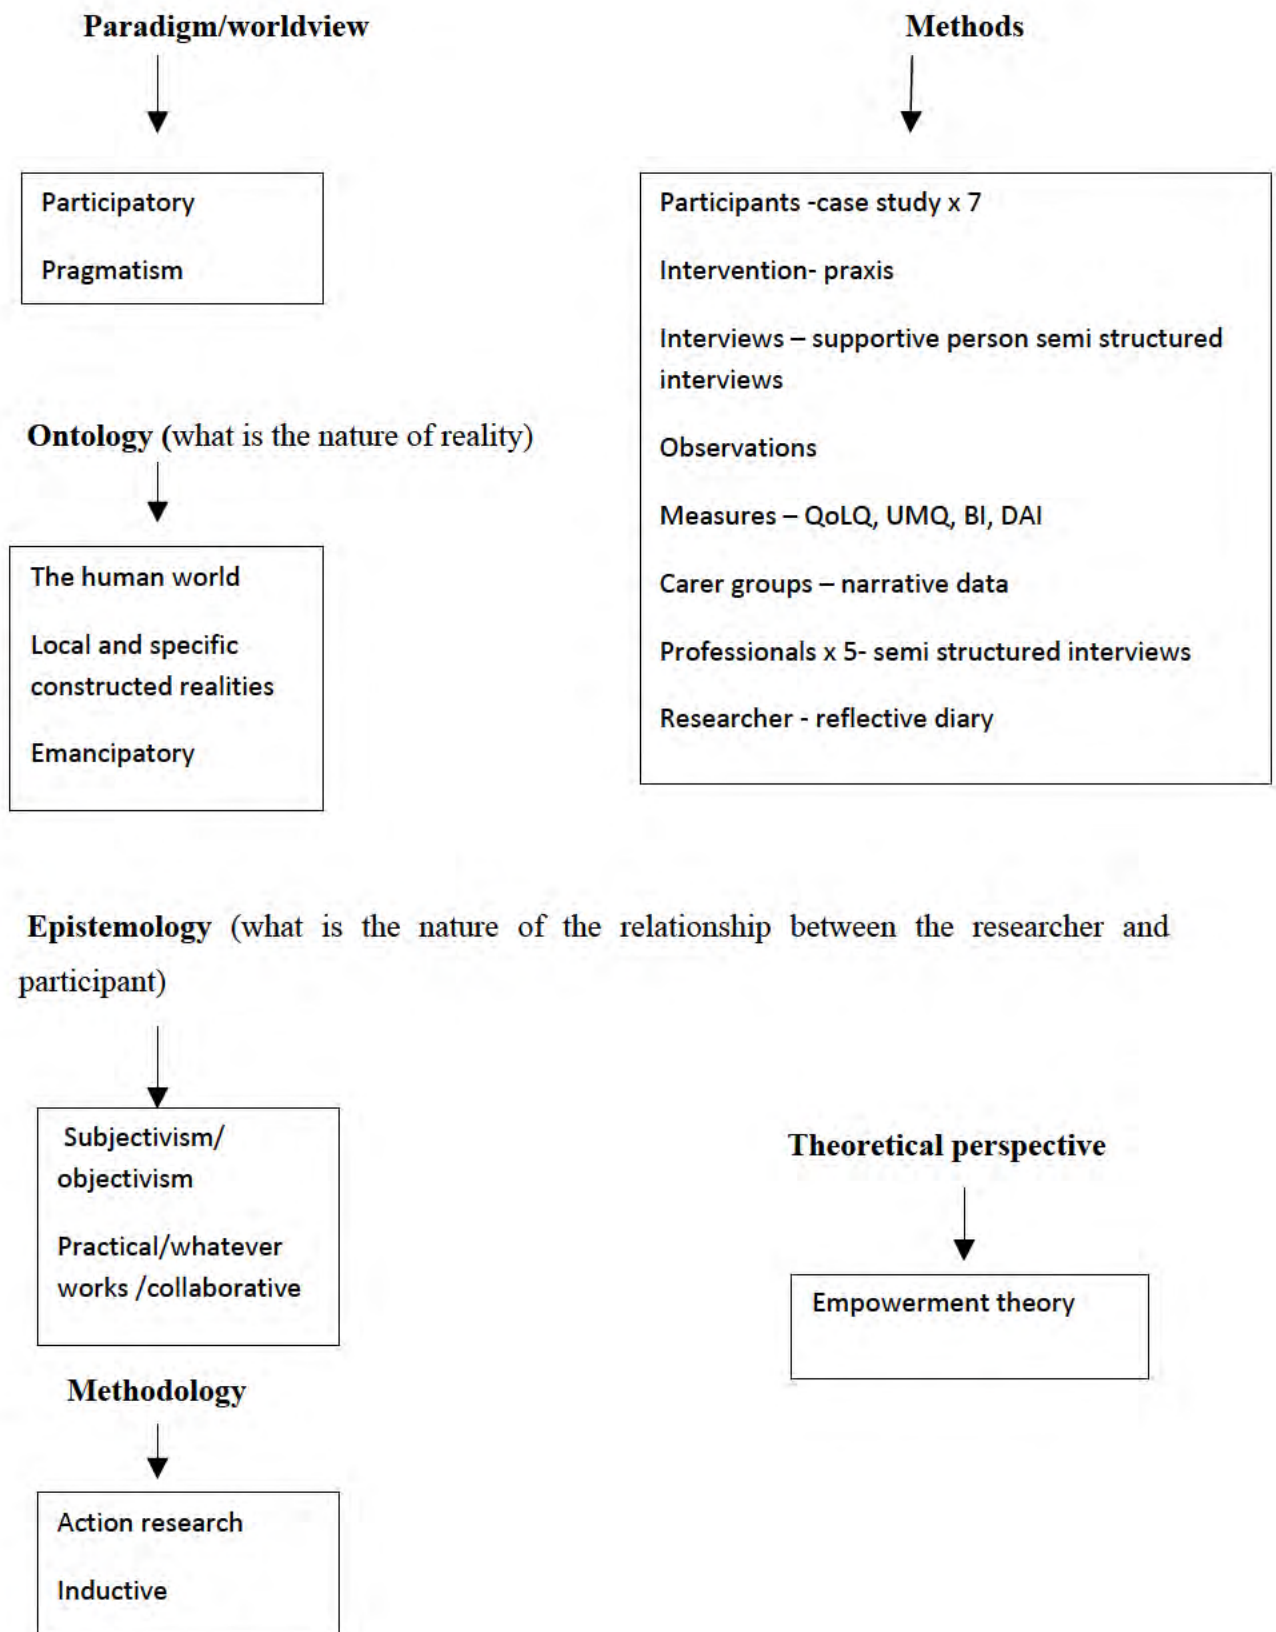 Paradigm/worldview
Participatory
Pragmatism
Ontology (what is the nature of reality)
The human world
Local and specific
constructed realities
Emancipatory
Methods
Participants -case study x 7
Intervention- praxis
Interviews – supportive person semi structured
interviews
Observations
Measures – QoLQ, UMQ, BI, DAI
Carer groups – narrative data
Professionals x 5- semi structured interviews
Researcher - reflective diary
Epistemology (what is the nature of the relationship between the researcher and
participant)
Subjectivism/
objectivism
Practical/whatever
works /collaborative
Methodology
Action research
Inductive
Theoretical perspective
Empowerment theory